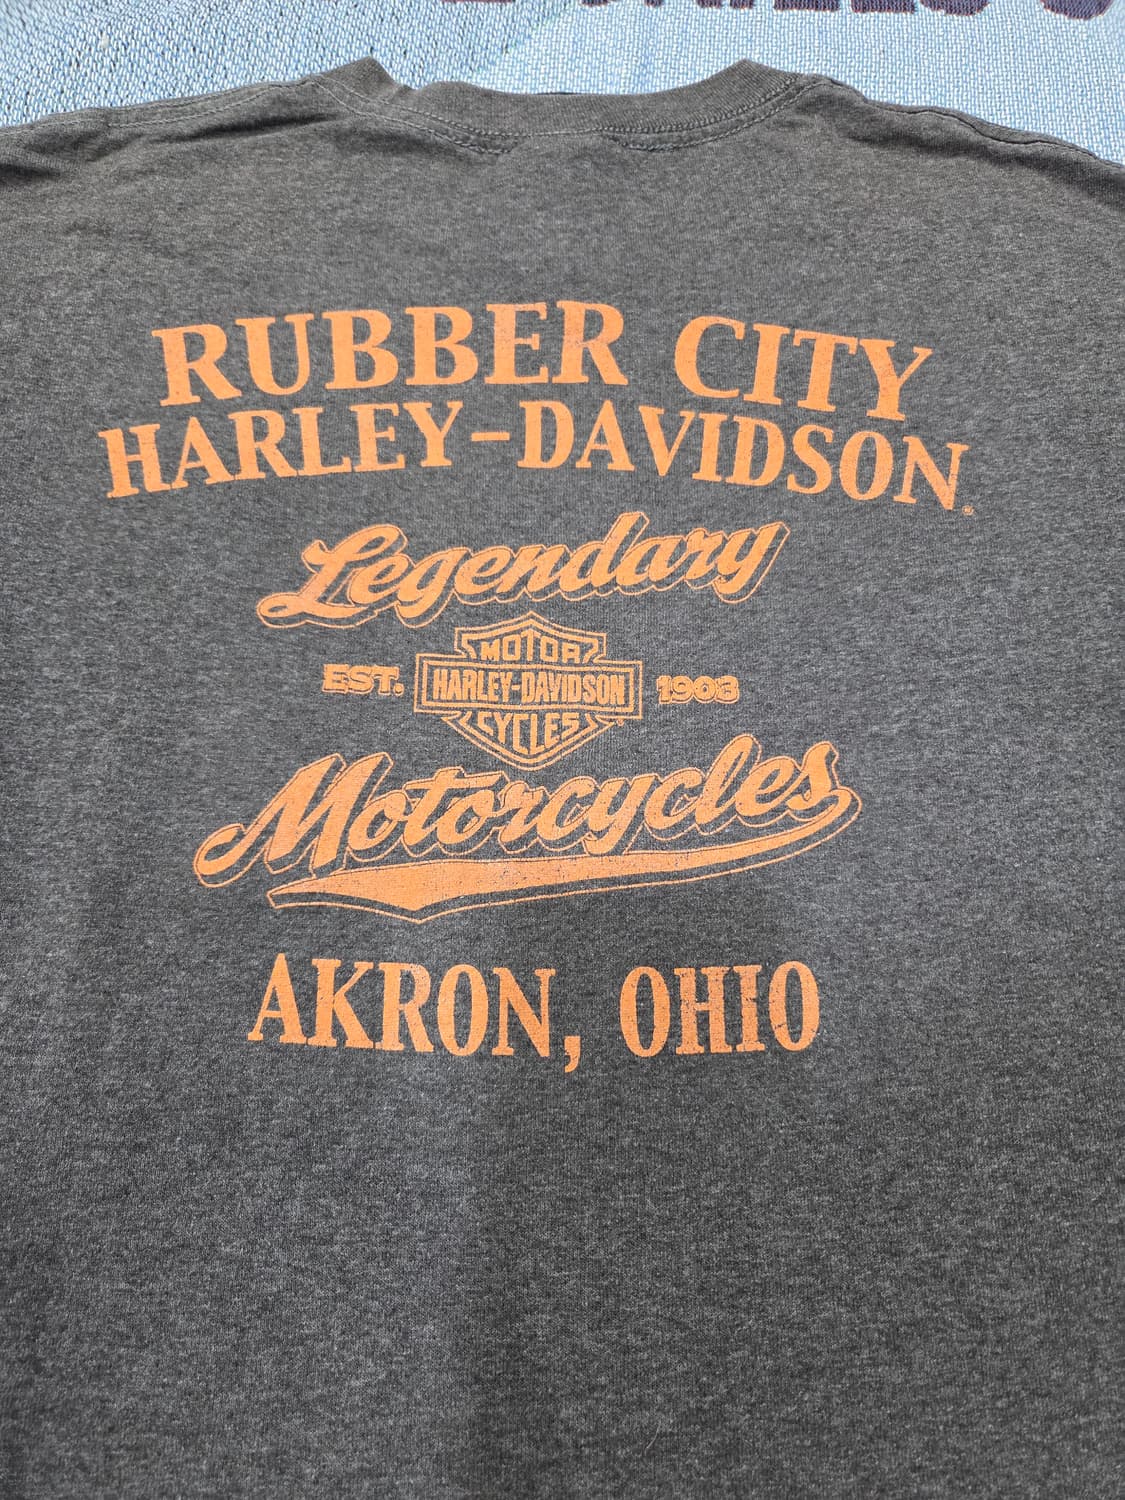 RUBBER CITY
HARLEY-DAVIDSON®
Legendary
MOTOR
EST. HARLEY-DAVIDSON 1903
CYCLES
Motorcycles
AKRON, OHIO